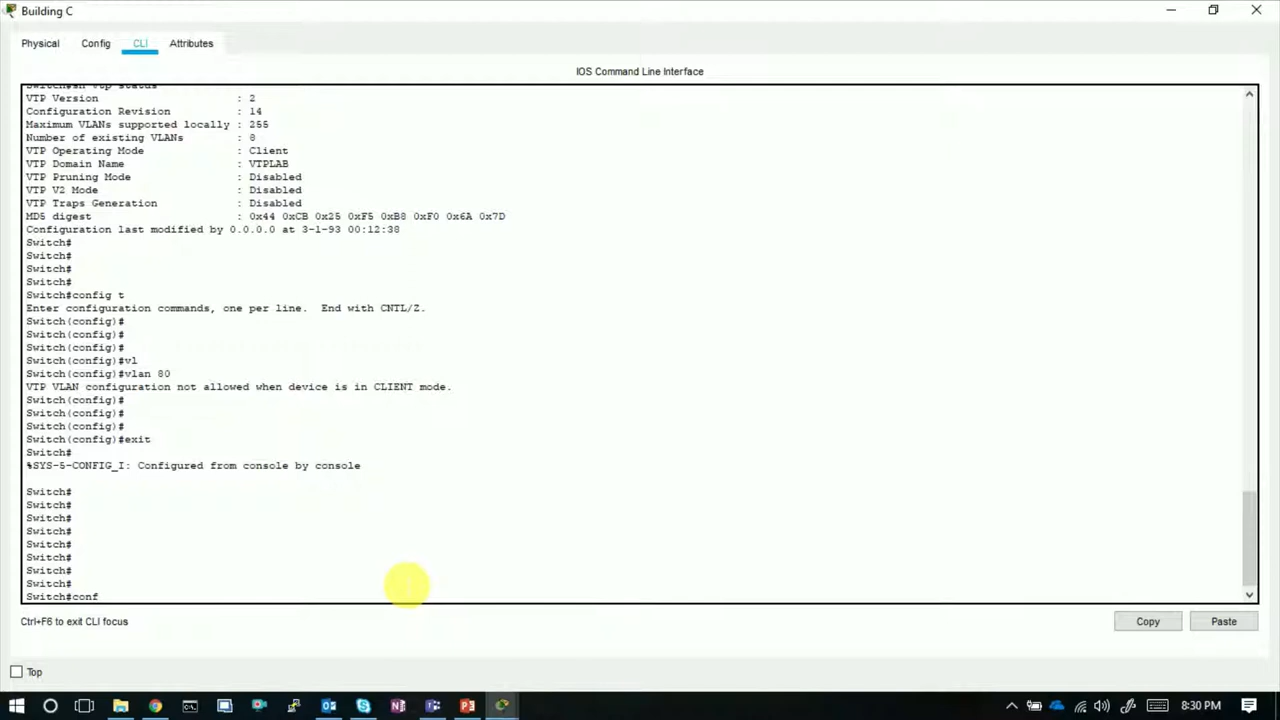 Building C
Physical Config CLI Attributes
IOS Command Line Interface
Switch#sh vtp status
VTP Version : 2
Configuration Revision : 14
Maximum VLANs supported locally : 255
Number of existing VLANs : 8
VTP Operating Mode : Client
VTP Domain Name : VTPLAB
VTP Pruning Mode : Disabled
VTP V2 Mode : Disabled
VTP Traps Generation : Disabled
MD5 digest : 0x44 0xCB 0x25 0xF5 0xB8 0xF0 0x6A 0x7D
Configuration last modified by 0.0.0.0 at 3-1-93 00:12:38
Switch#
Switch#
Switch#
Switch#
Switch#config t
Enter configuration commands, one per line. End with CNTL/Z.
Switch(config)#
Switch(config)#
Switch(config)#
Switch(config)#vl
Switch(config)#vlan 80
VTP VLAN configuration not allowed when device is in CLIENT mode.
Switch(config)#
Switch(config)#
Switch(config)#
Switch(config)#exit
Switch#
%SYS-5-CONFIG_I: Configured from console by console
Switch#
Switch#
Switch#
Switch#
Switch#
Switch#
Switch#
Switch#
Switch#conf
Ctrl+F6 to exit CLI focus
Copy Paste
Top
8:30 PM